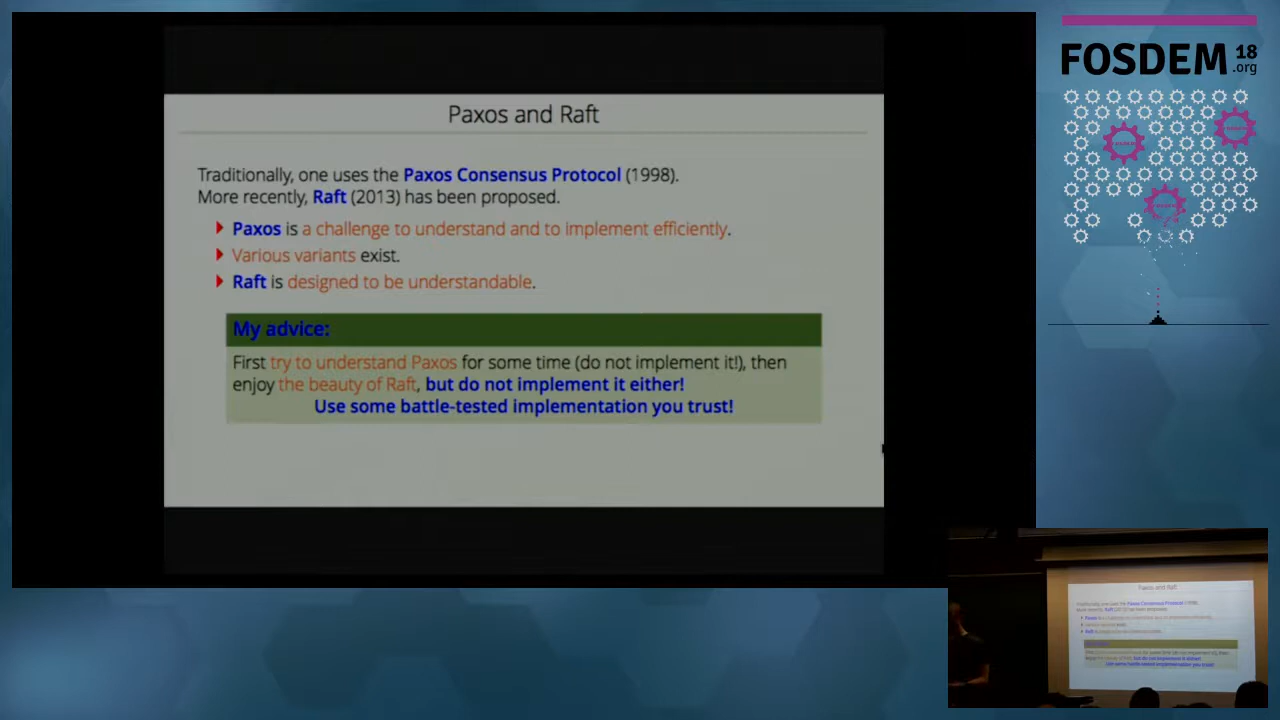 Paxos and Raft
Traditionally, one uses the Paxos Consensus Protocol (1998).
More recently, Raft (2013) has been proposed.
Paxos is a challenge to understand and to implement efficiently.
Various variants exist.
Raft is designed to be understandable.
My advice:
First try to understand Paxos for some time (do not implement it!), then
enjoy the beauty of Raft, but do not implement it either!
Use some battle-tested implementation you trust!
FOSDEM 18
.org
Paxos and Raft